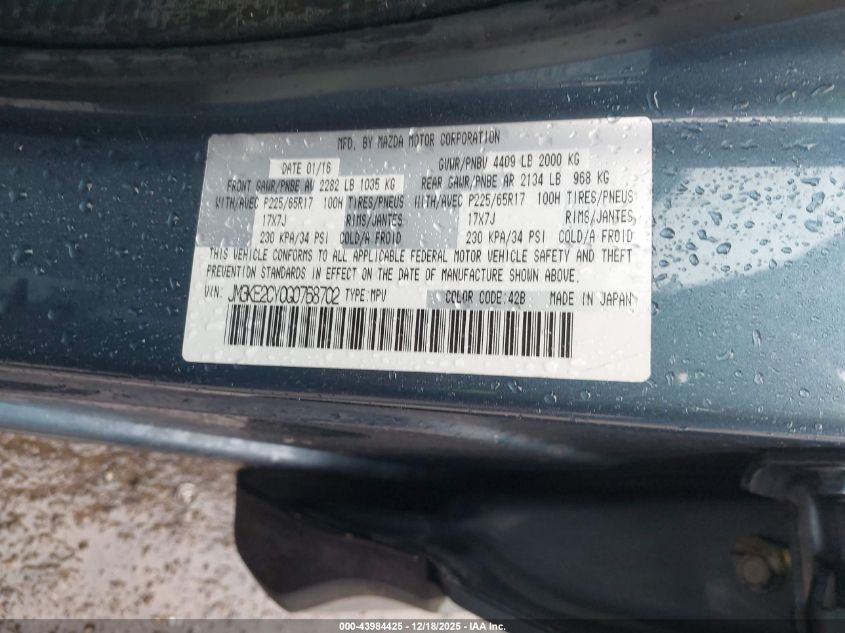 MFD. BY MAZDA MOTOR CORPORATION
DATE 01/16 GVWR/PNBV 4409 LB 2000 KG
FRONT GAWR/PNBE AV 2282 LB 1035 KG REAR GAWR/PNBE AR 2134 LB 968 KG
WITH/AVEC P225/65R17 100H TIRES/PNEUS WITH/AVEC P225/65R17 100H TIRES/PNEUS
17X7J RIMS/JANTES 17X7J RIMS/JANTES
230 KPA/34 PSI COLD/A FROID 230 KPA/34 PSI COLD/A FROID
THIS VEHICLE CONFORMS TO ALL APPLICABLE FEDERAL MOTOR VEHICLE SAFETY, BUMPER, AND THEFT PREVENTION
STANDARDS IN EFFECT ON THE DATE OF MANUFACTURE SHOWN ABOVE.
VIN: JM3KE2CY0G0758702 TYPE:MPV COLOR CODE:42B MADE IN JAPAN
000-43984425 - 12/18/2025 - IAA Inc.